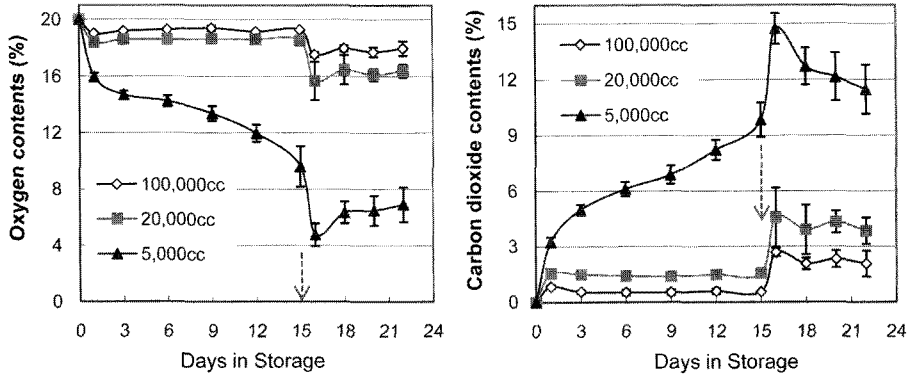 Oxygen contents (%)
20
16
12
8
4
0
100,000cc
20,000cc
5,000cc
0 3 6 9 12 15 18 21 24
Days in Storage
Carbon dioxide contents (%)
15
12
9
6
3
0
100,000cc
20,000cc
5,000cc
0 3 6 9 12 15 18 21 24
Days in Storage